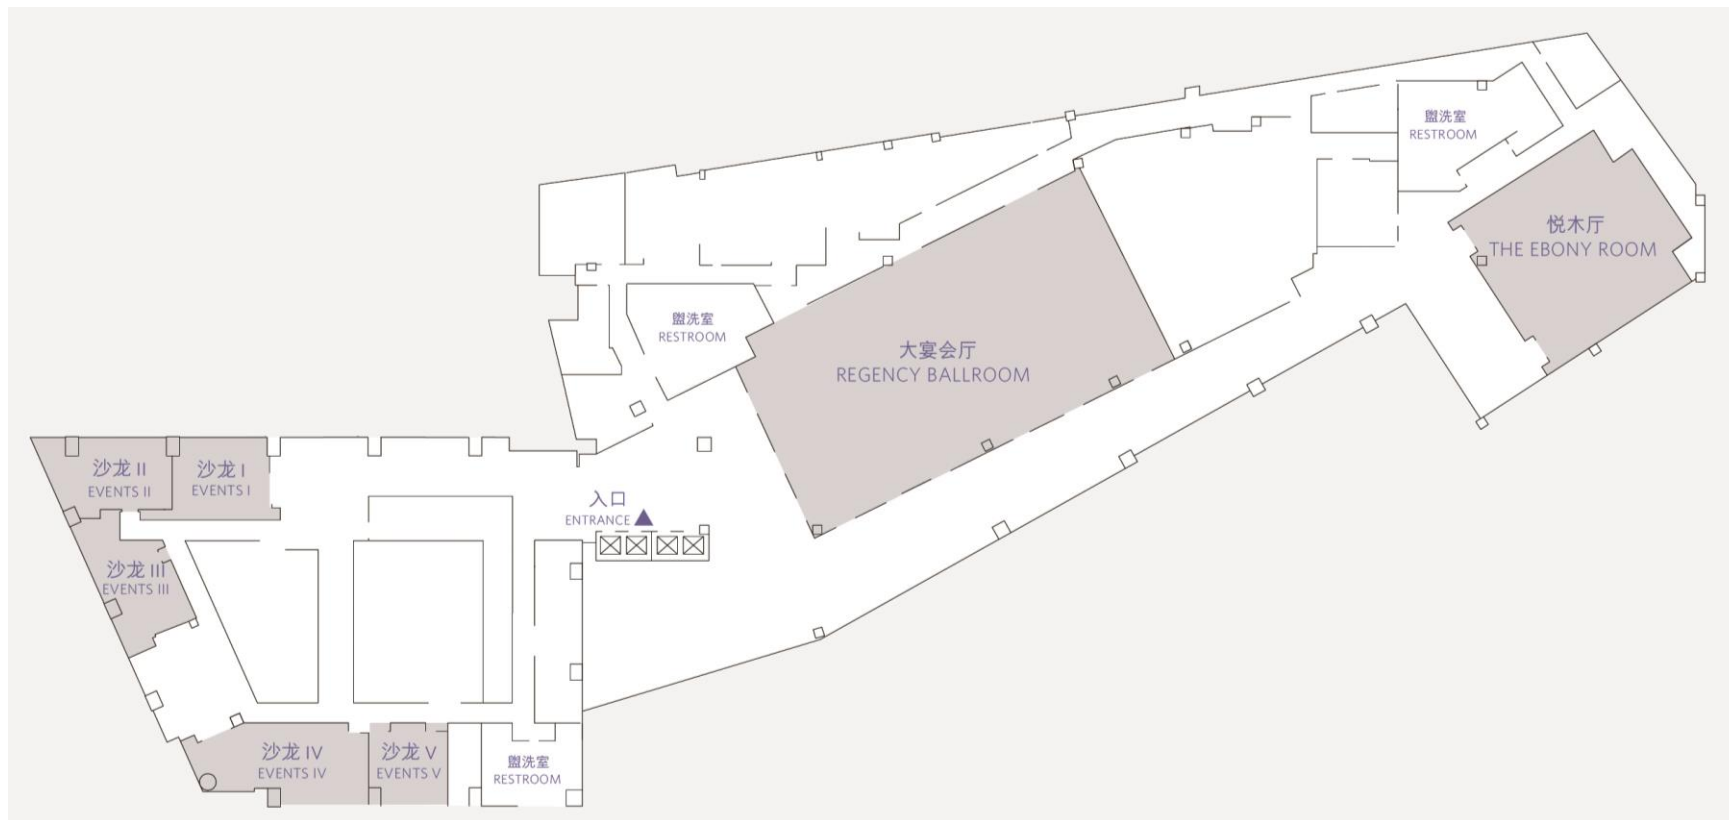 盥洗室
RESTROOM
悦木厅
THE EBONY ROOM
盥洗室
RESTROOM
大宴会厅
REGENCY BALLROOM
沙龙 II
EVENTS II
沙龙 I
EVENTS I
入口
ENTRANCE
沙龙 III
EVENTS III
沙龙 IV
EVENTS IV
沙龙 V
EVENTS V
盥洗室
RESTROOM